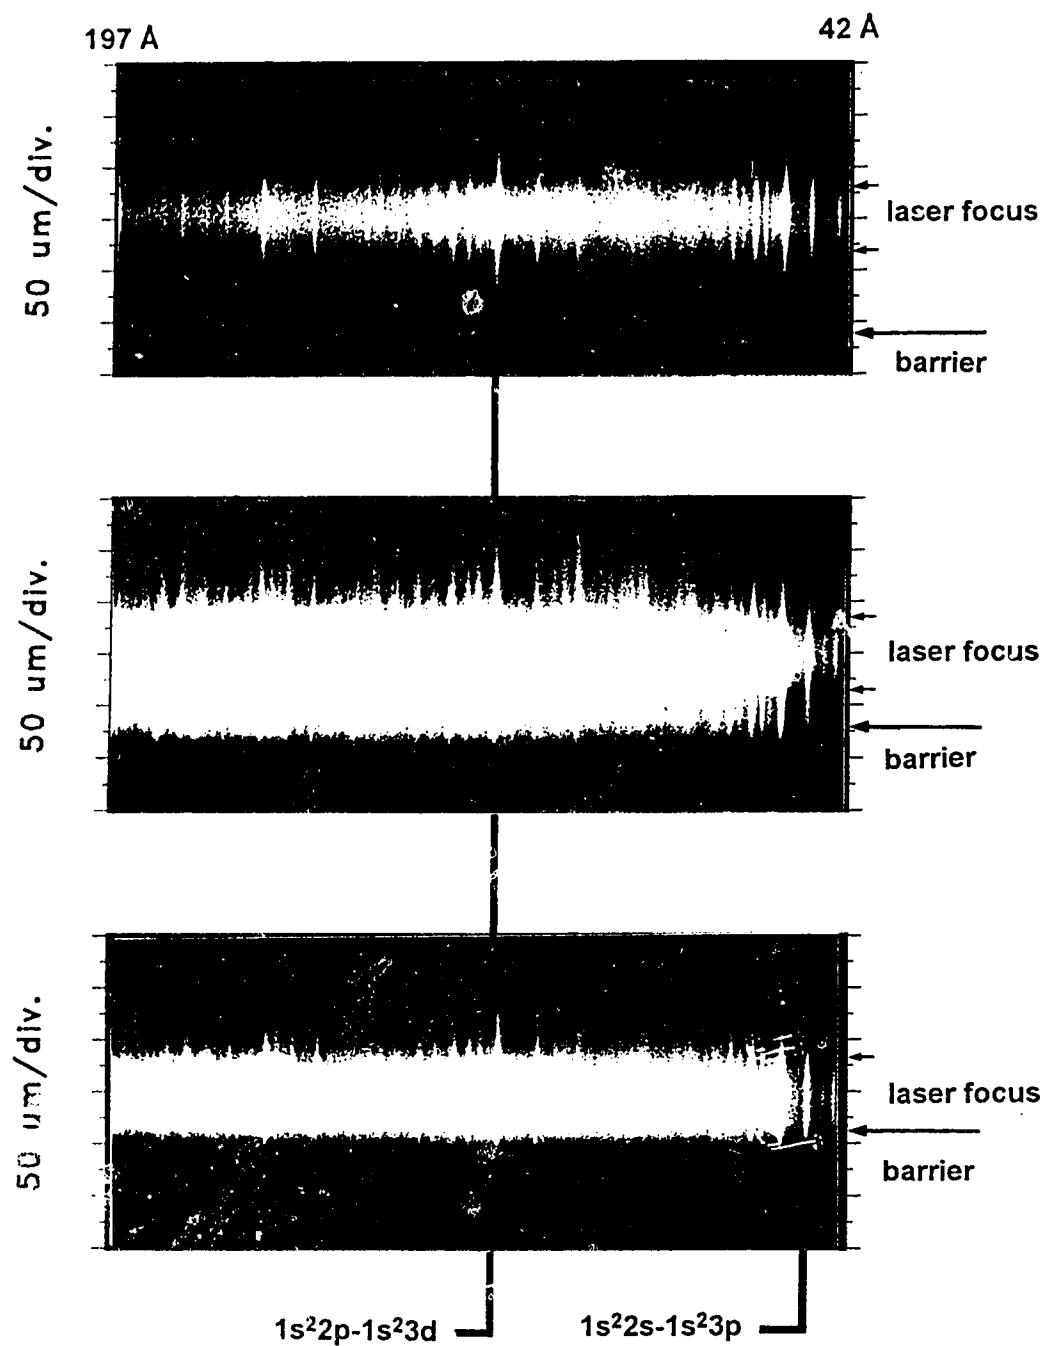 197 Å
42 Å
50 um/div.
laser focus
barrier
50 um/div.
laser focus
barrier
50 um/div.
laser focus
barrier
1s²2p-1s²3d
1s²2s-1s²3p